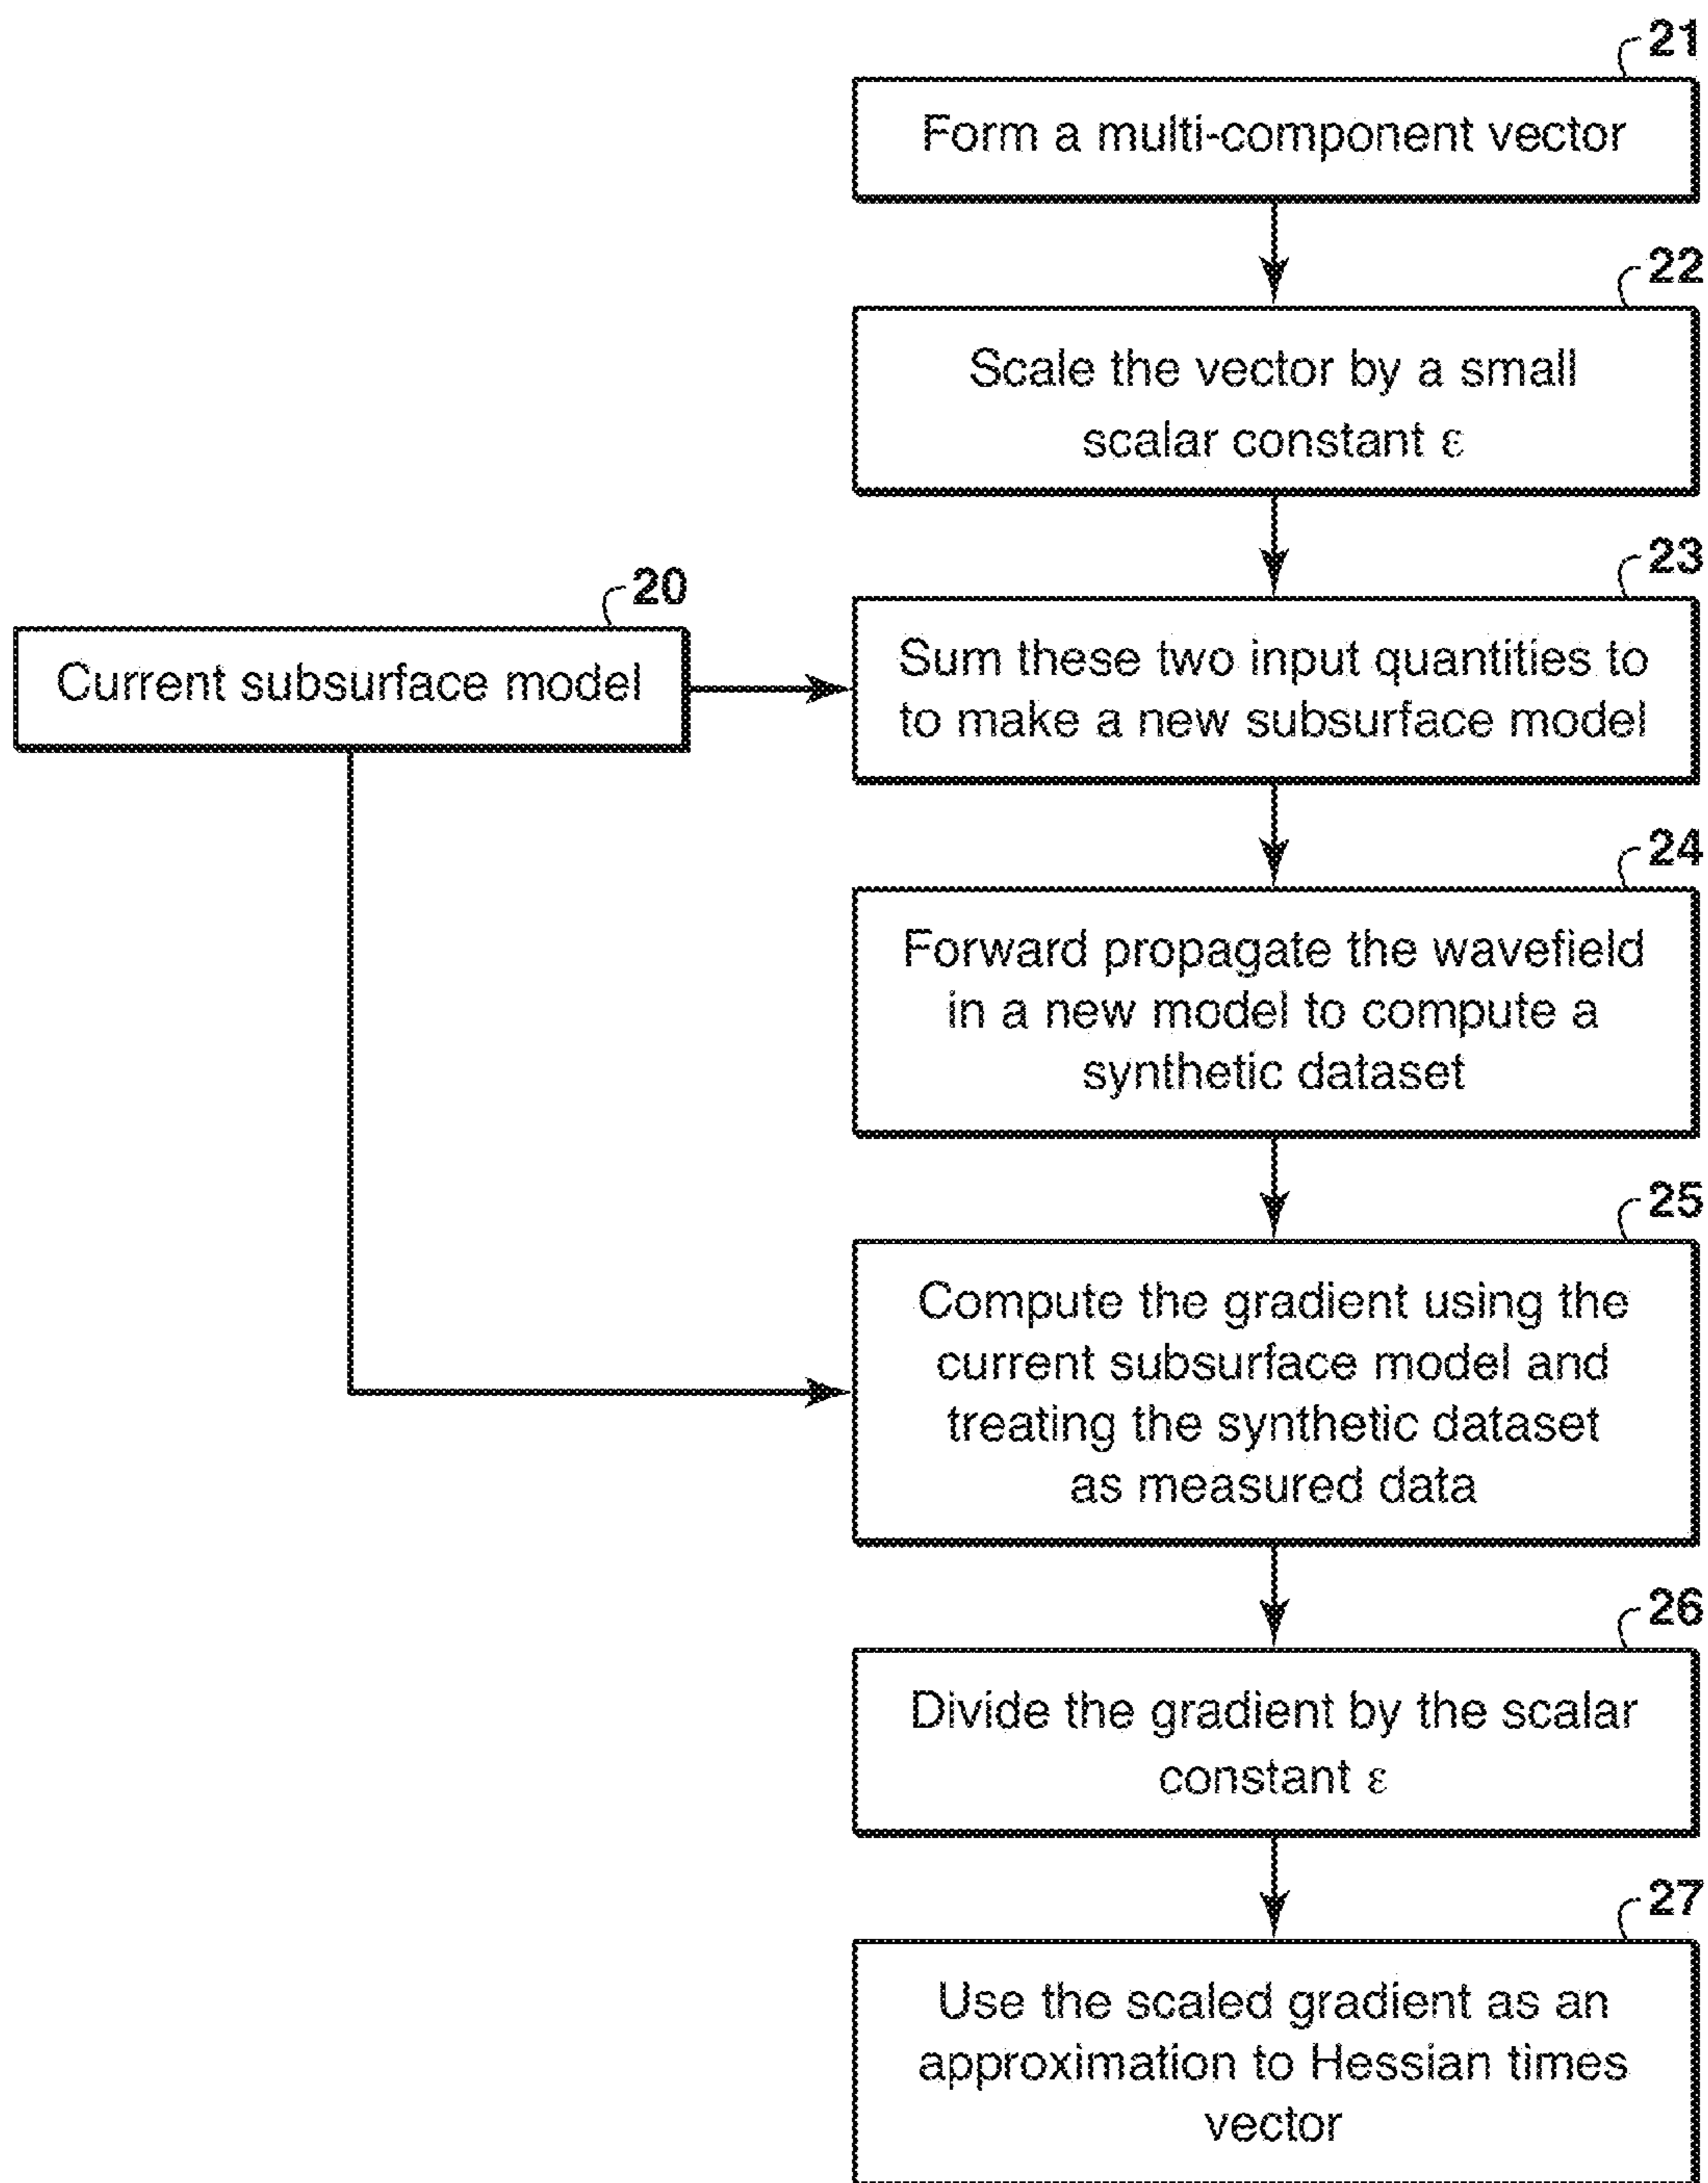 21
Form a multi-component vector
22
Scale the vector by a small
scalar constant ε
23
20
Current subsurface model
Sum these two input quantities to
to make a new subsurface model
24
Forward propagate the wavefield
in a new model to compute a
synthetic dataset
25
Compute the gradient using the
current subsurface model and
treating the synthetic dataset
as measured data
26
Divide the gradient by the scalar
constant ε
27
Use the scaled gradient as an
approximation to Hessian times
vector